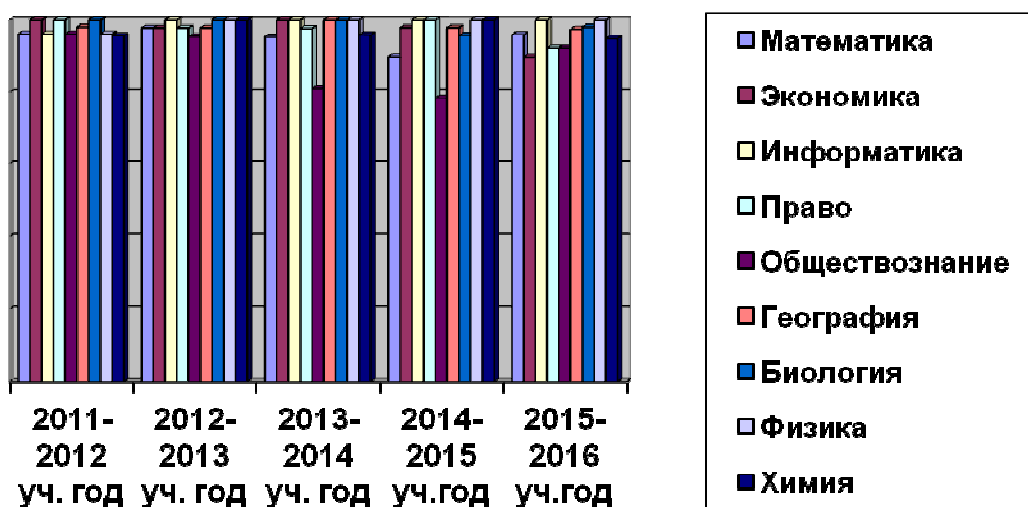 2011-
2012
уч. год
2012-
2013
уч. год
2013-
2014
уч. год
2014-
2015
уч.год
2015-
2016
уч.год
Математика
Экономика
Информатика
Право
Обществознание
География
Биология
Физика
Химия